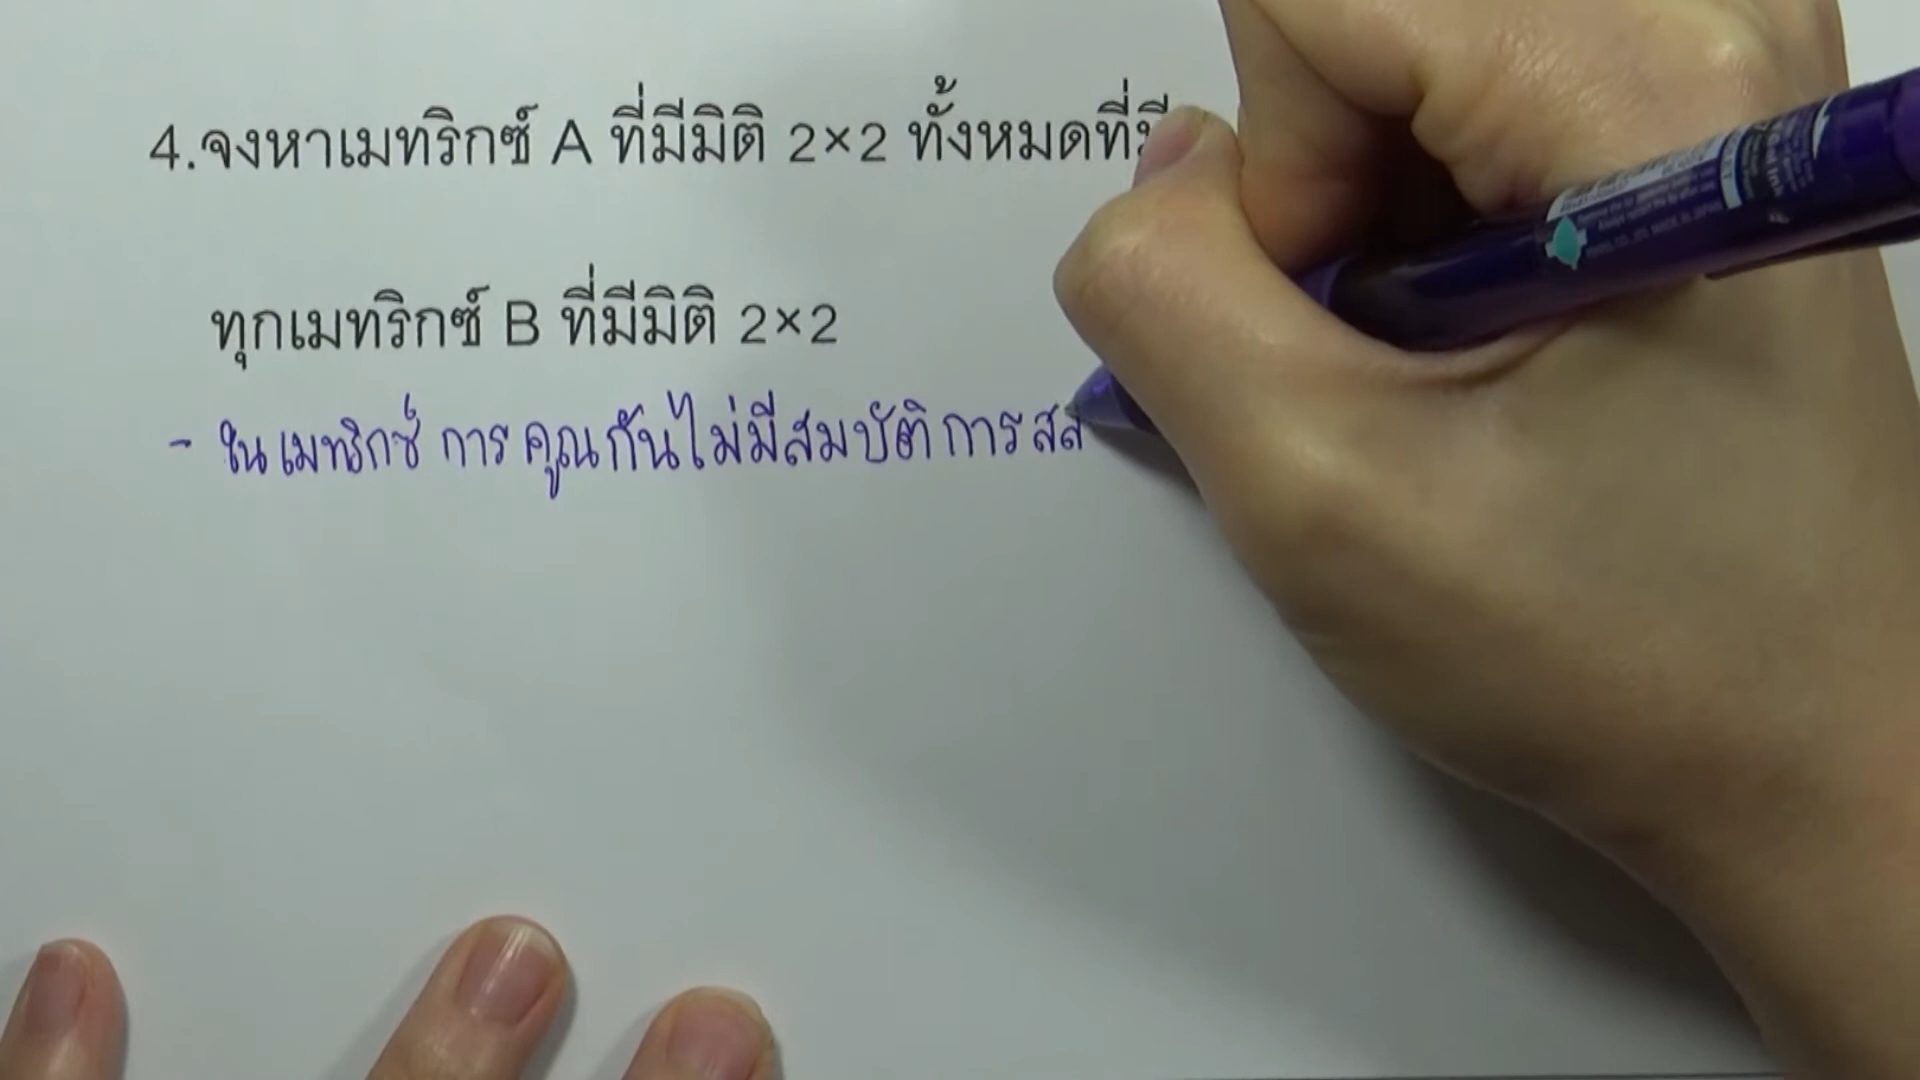 4.จงหาเมทริกซ์ A ที่มีมิติ 2×2 ทั้งหมดที่
ทุกเมทริกซ์ B ที่มีมิติ 2×2
- ในเมทริกซ์ การคูณกันไม่มีสมบัติการสล